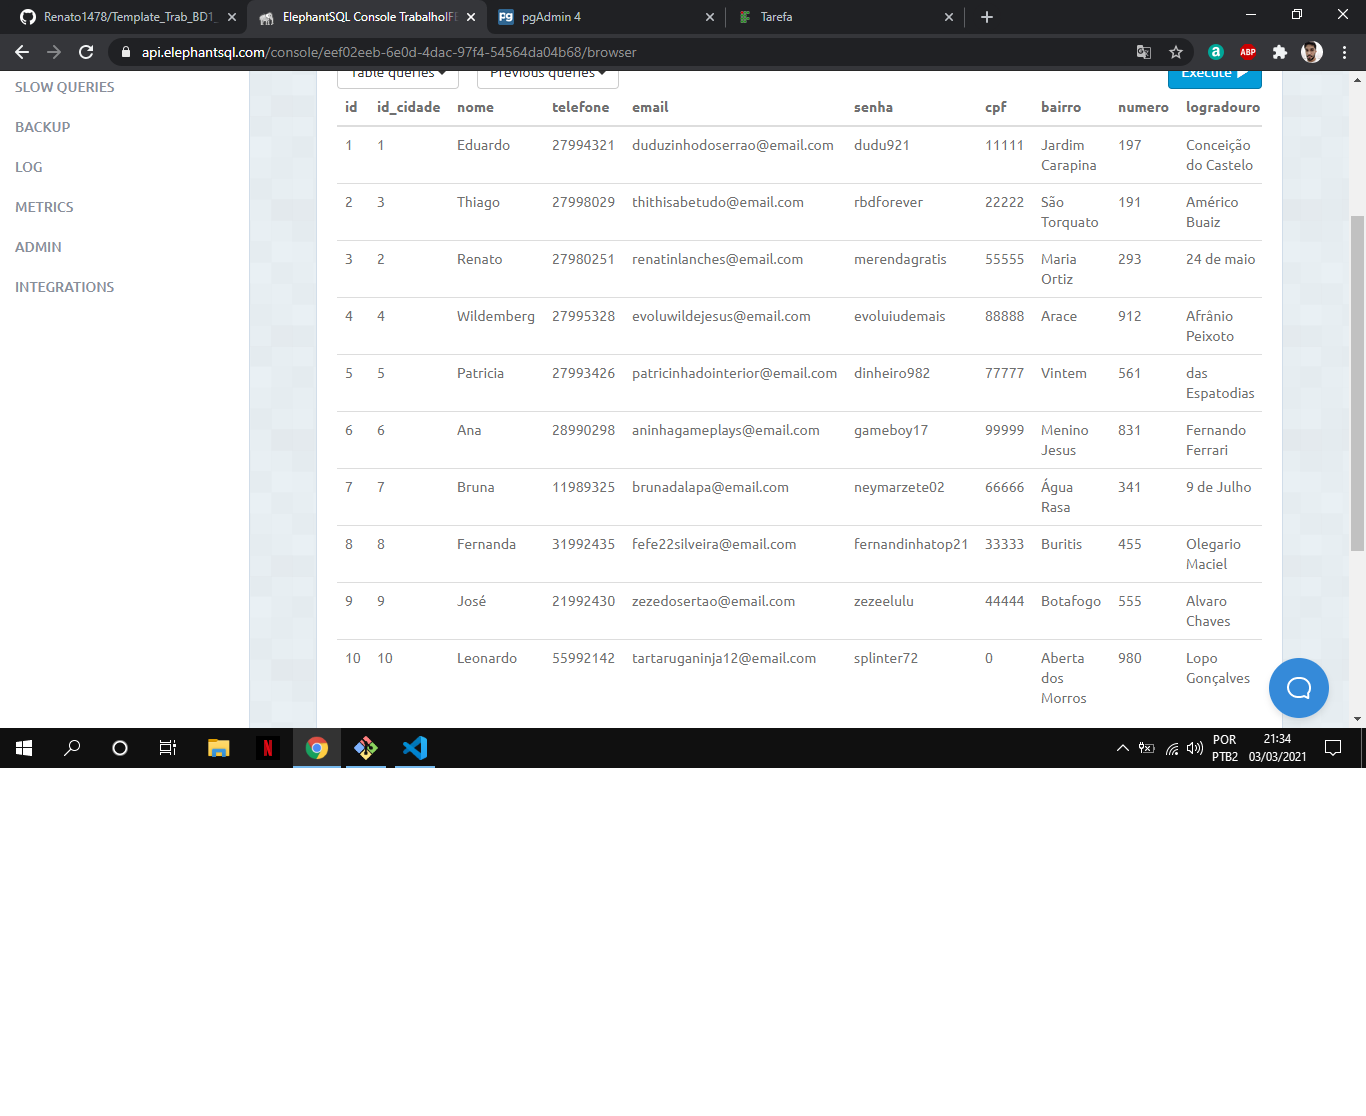 Renato1478/Template_Trab_BD1_
ElephantSQL Console TrabalhoIFE
pgAdmin 4
Tarefa
api.elephantsql.com/console/eef02eeb-6e0d-4dac-97f4-54564da04b68/browser
ABP
SLOW QUERIES
BACKUP
LOG
METRICS
ADMIN
INTEGRATIONS
Table queries Previous queries Execute
id id_cidade nome telefone email senha cpf bairro numero logradouro
1 1 Eduardo 27994321 duduzinhodoserrao@email.com dudu921 11111 Jardim 197 Conceição
Carapina do Castelo
2 3 Thiago 27998029 thithisabetudo@email.com rbdforever 22222 São 191 Américo
Torquato Buaiz
3 2 Renato 27980251 renatinlanches@email.com merendagratis 55555 Maria 293 24 de maio
Ortiz
4 4 Wildemberg 27995328 evoluwildejesus@email.com evoluiudemais 88888 Arace 912 Afrânio
Peixoto
5 5 Patricia 27993426 patricinhadointerior@email.com dinheiro982 77777 Vintem 561 das
Espatodias
6 6 Ana 28990298 aninhagameplays@email.com gameboy17 99999 Menino 831 Fernando
Jesus Ferrari
7 7 Bruna 11989325 brunadalapa@email.com neymarzete02 66666 Água 341 9 de Julho
Rasa
8 8 Fernanda 31992435 fefe22silveira@email.com fernandinhatop21 33333 Buritis 455 Olegario
Maciel
9 9 José 21992430 zezedosertao@email.com zezeelulu 44444 Botafogo 555 Alvaro
Chaves
10 10 Leonardo 55992142 tartaruganinja12@email.com splinter72 0 Aberta 980 Lopo
dos Gonçalves
Morros
POR 21:34
PTB2 03/03/2021